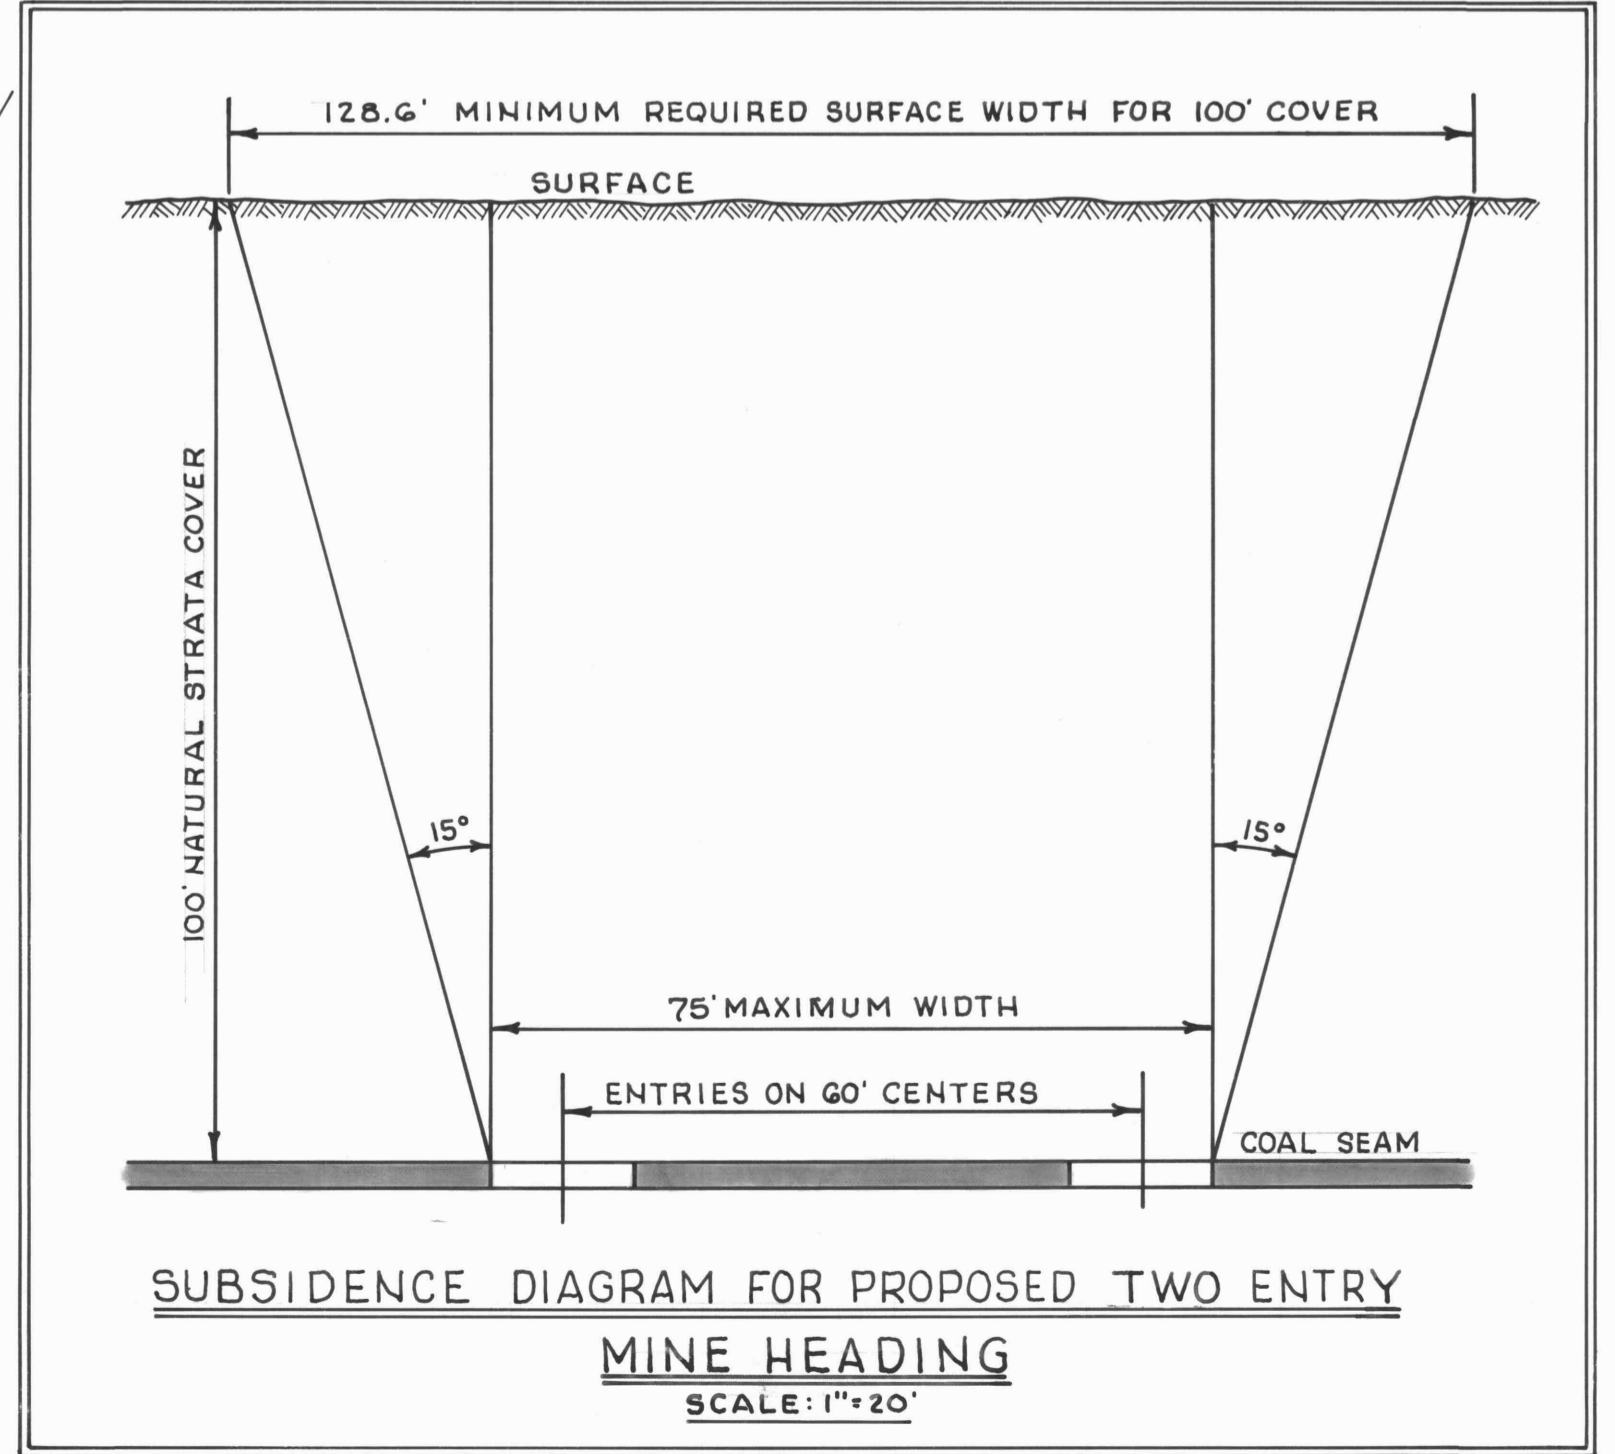 128.6' MINIMUM REQUIRED SURFACE WIDTH FOR 100' COVER
SURFACE
100' NATURAL STRATA COVER
15°
15°
75' MAXIMUM WIDTH
ENTRIES ON 60' CENTERS
COAL SEAM
SUBSIDENCE DIAGRAM FOR PROPOSED TWO ENTRY
MINE HEADING
SCALE: 1"=20'